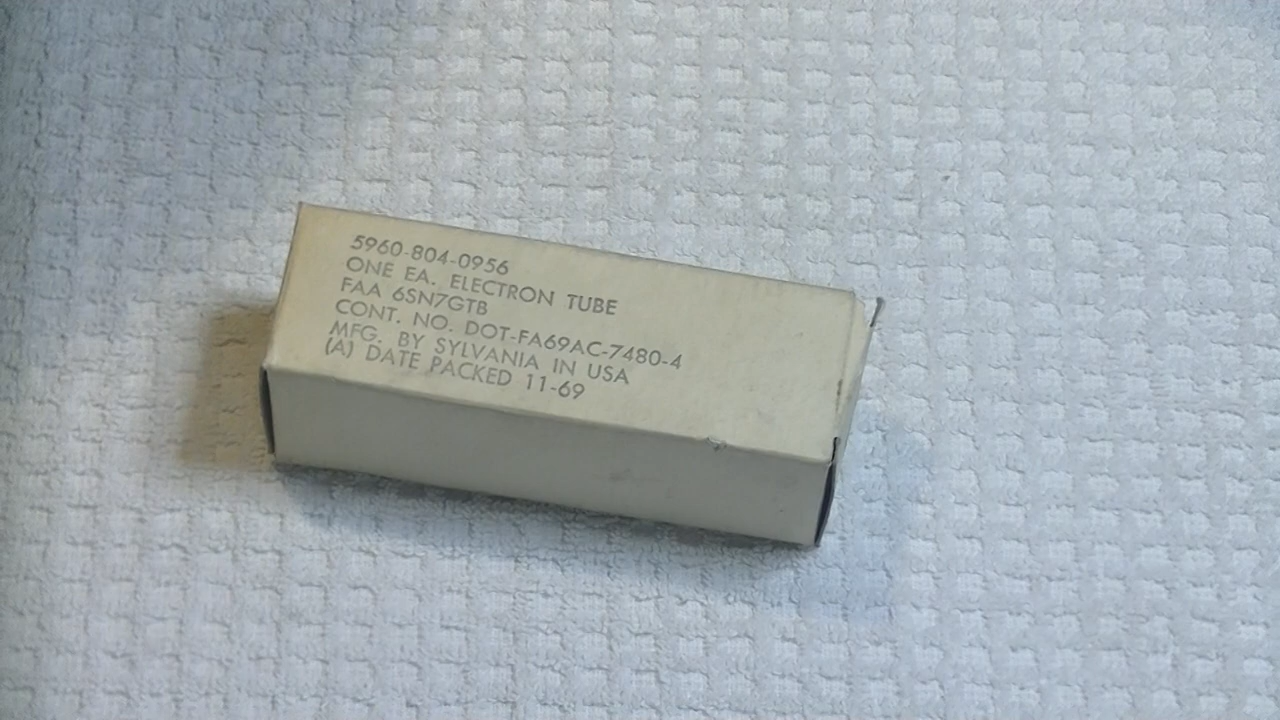 5960-804-0956
ONE EA. ELECTRON TUBE
FAA 6SN7GTB
CONT. NO. DOT-FA69AC-7480-4
MFG. BY SYLVANIA IN USA
(A) DATE PACKED 11-69